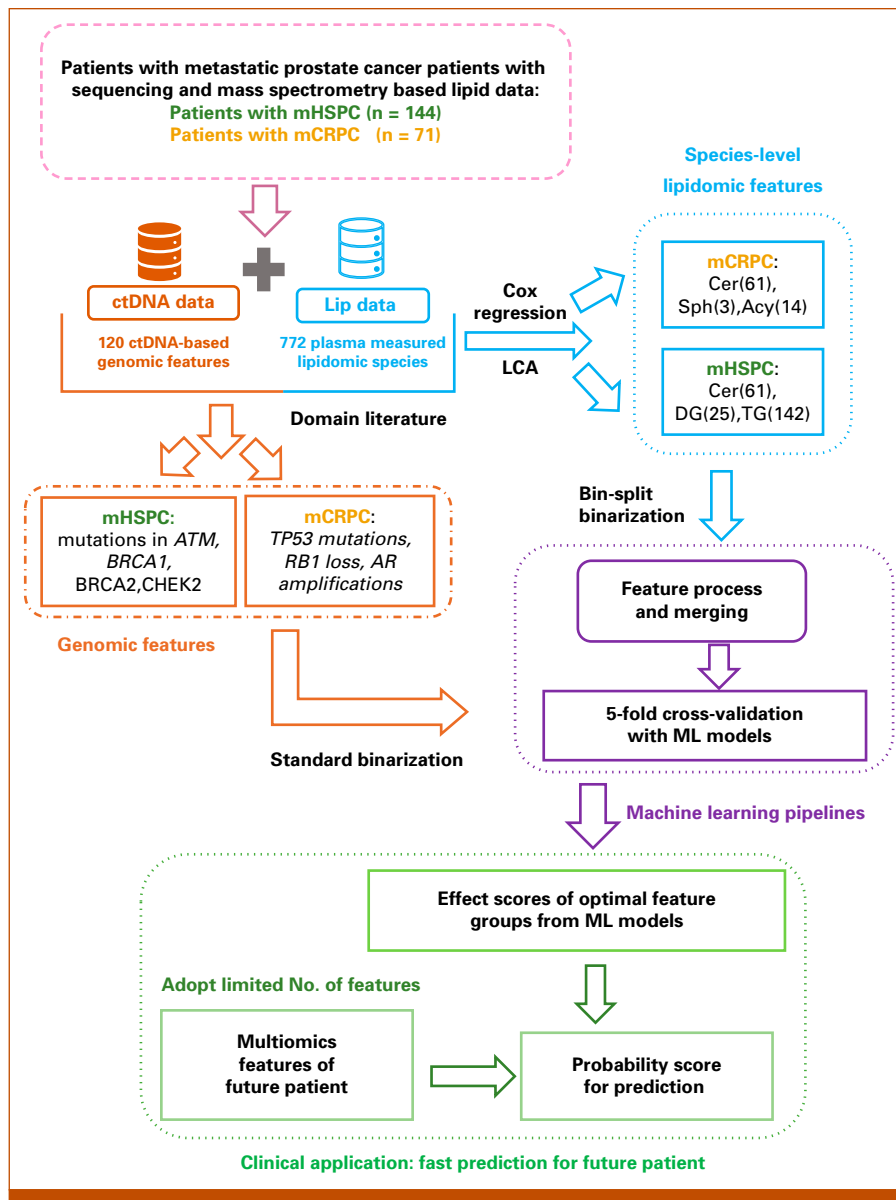 Patients with metastatic prostate cancer patients with
sequencing and mass spectrometry based lipid data:
Patients with mHSPC (n = 144)
Patients with mCRPC (n = 71)
Species-level
lipidomic features
ctDNA data
Lip data
120 ctDNA-based
genomic features
772 plasma measured
lipidomic species
Cox
regression
LCA
mCRPC:
Cer(61),
Sph(3),Acy(14)
mHSPC:
Cer(61),
DG(25),TG(142)
Domain literature
mHSPC:
mutations in ATM,
BRCA1,
BRCA2,CHEK2
mCRPC:
TP53 mutations,
RB1 loss, AR
amplifications
Genomic features
Bin-split
binarization
Standard binarization
Feature process
and merging
5-fold cross-validation
with ML models
Machine learning pipelines
Effect scores of optimal feature
groups from ML models
Adopt limited No. of features
Multiomics
features of
future patient
Probability score
for prediction
Clinical application: fast prediction for future patient